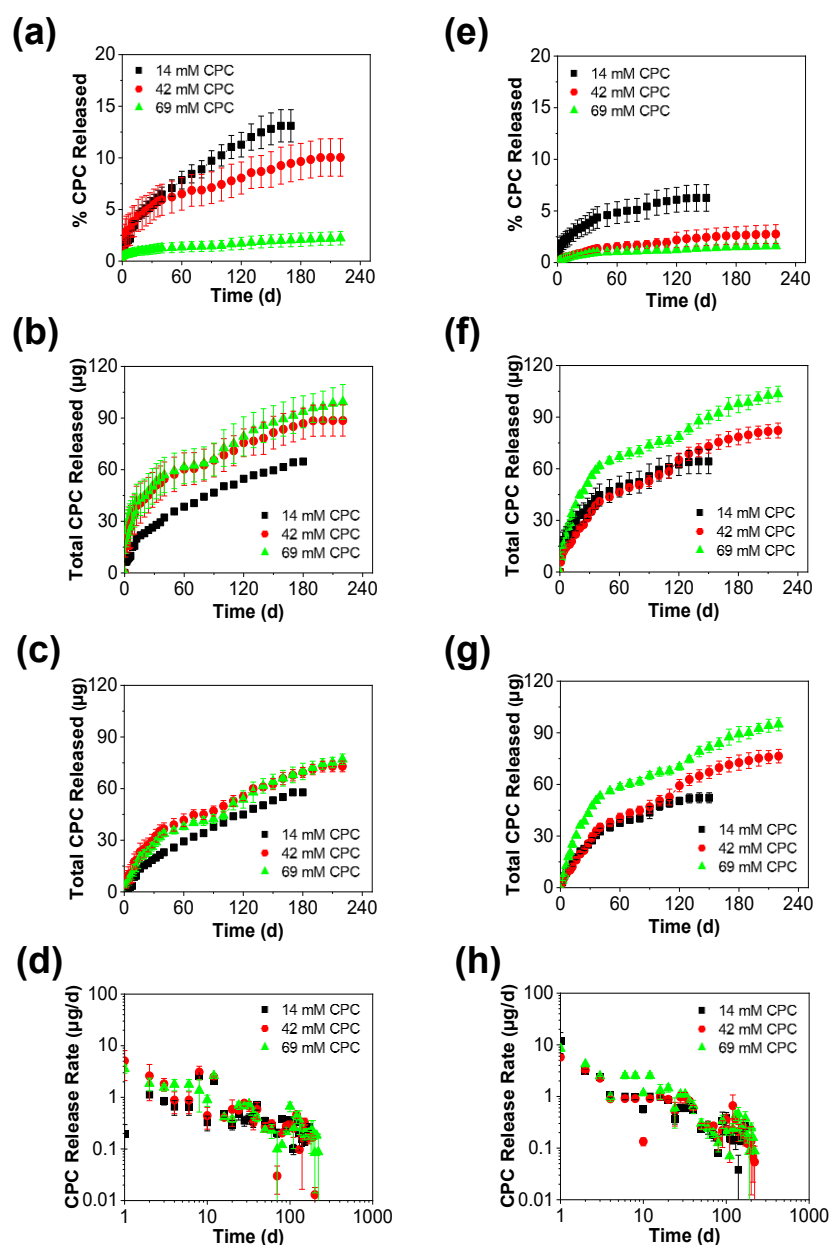 (a)
20
15
10
5
0
% CPC Released
14 mM CPC
42 mM CPC
69 mM CPC
0 60 120 180 240
Time (d)
(e)
20
15
10
5
0
% CPC Released
14 mM CPC
42 mM CPC
69 mM CPC
0 60 120 180 240
Time (d)
(b)
120
90
60
30
0
Total CPC Released (μg)
14 mM CPC
42 mM CPC
69 mM CPC
0 60 120 180 240
Time (d)
(f)
120
90
60
30
0
Total CPC Released (μg)
14 mM CPC
42 mM CPC
69 mM CPC
0 60 120 180 240
Time (d)
(c)
120
90
60
30
0
Total CPC Released (μg)
14 mM CPC
42 mM CPC
69 mM CPC
0 60 120 180 240
Time (d)
(g)
120
90
60
30
0
Total CPC Released (μg)
14 mM CPC
42 mM CPC
69 mM CPC
0 60 120 180 240
Time (d)
(d)
100
10
1
0.1
0.01
CPC Release Rate (μg/d)
14 mM CPC
42 mM CPC
69 mM CPC
1 10 100 1000
Time (d)
(h)
100
10
1
0.1
0.01
CPC Release Rate (μg/d)
14 mM CPC
42 mM CPC
69 mM CPC
1 10 100 1000
Time (d)